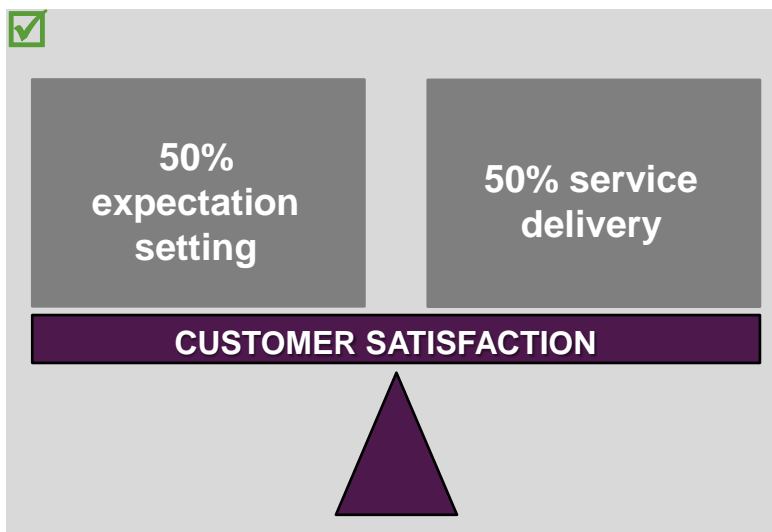 50%
expectation
setting
50% service
delivery
CUSTOMER SATISFACTION